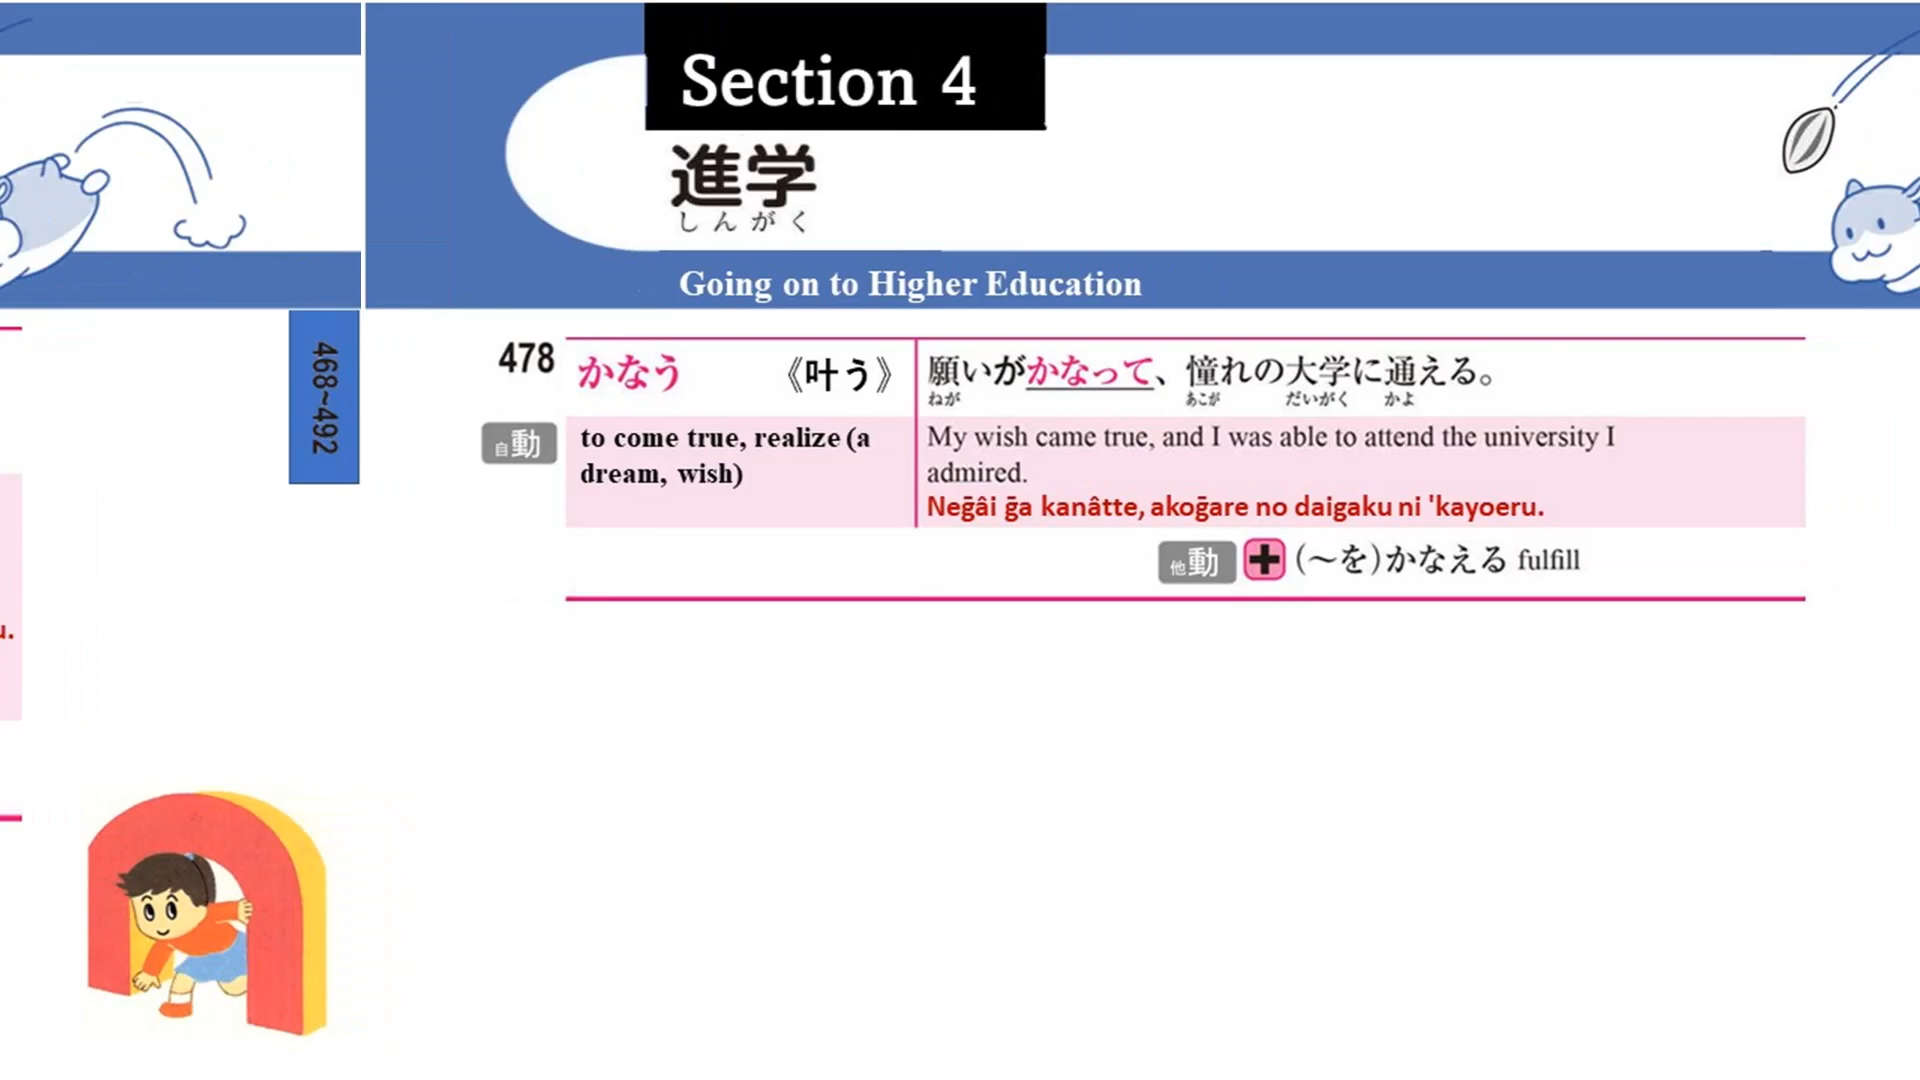 Section 4
進学
しんがく
Going on to Higher Education
468~492
u.
478
かなう 《叶う》
自動
to come true, realize (a
dream, wish)
願いがかなって、憧れの大学に通える。
ねが あこが だいがく かよ
My wish came true, and I was able to attend the university I
admired.
Neḡâi ḡa kanâtte, akoḡare no daigaku ni 'kayoeru.
他動 + (〜を)かなえる fulfill